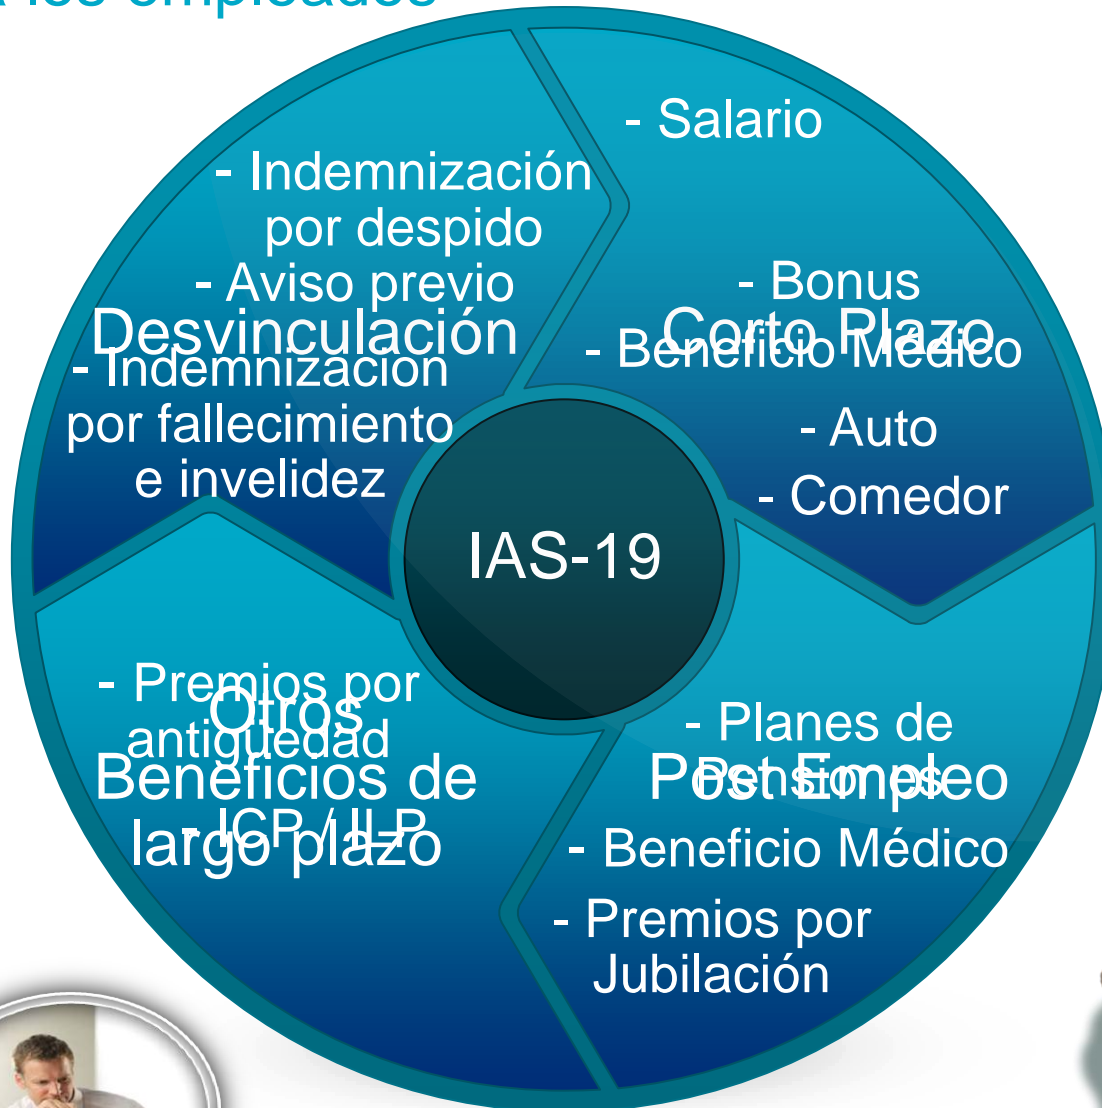 a los empleados
- Salario
- Indemnización
por despido
- Aviso previo
Desvinculación
- Indemnización
por fallecimiento
e invelidez
- Bonus
Corto Plazo
- Beneficio Médico
- Auto
- Comedor
IAS-19
- Premios por
antigüedad
Otros
Beneficios de
largo plazo
- ICP / ILP
- Planes de
Pensiones
Post Empleo
- Beneficio Médico
- Premios por
Jubilación